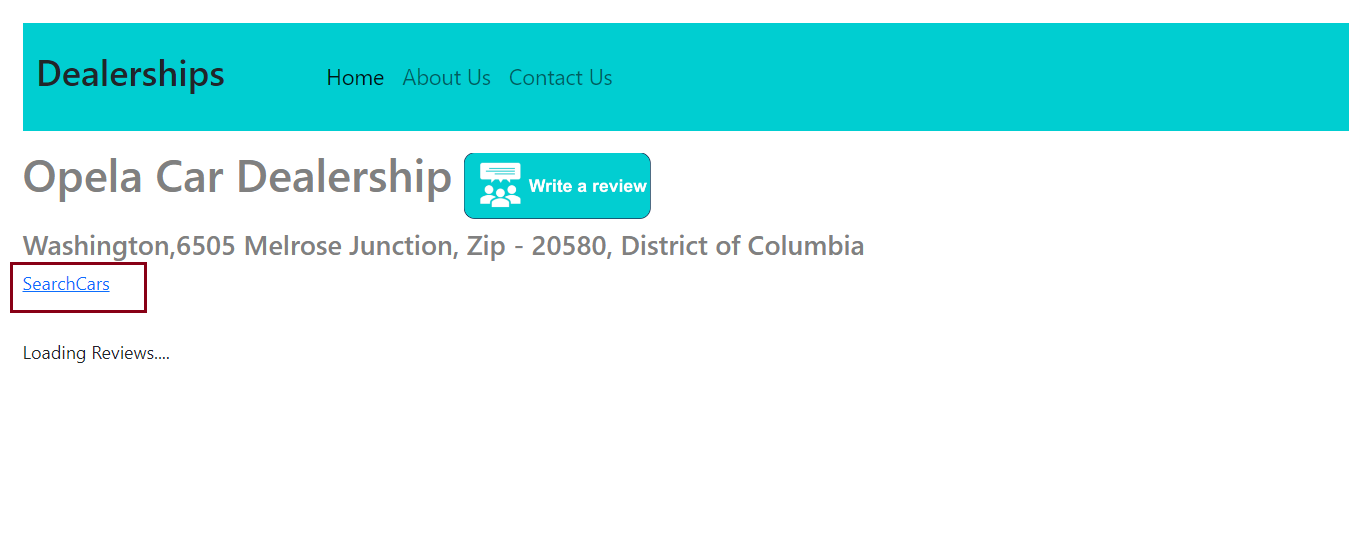 Dealerships Home About Us Contact Us
Opela Car Dealership Write a review
Washington,6505 Melrose Junction, Zip - 20580, District of Columbia
SearchCars
Loading Reviews....